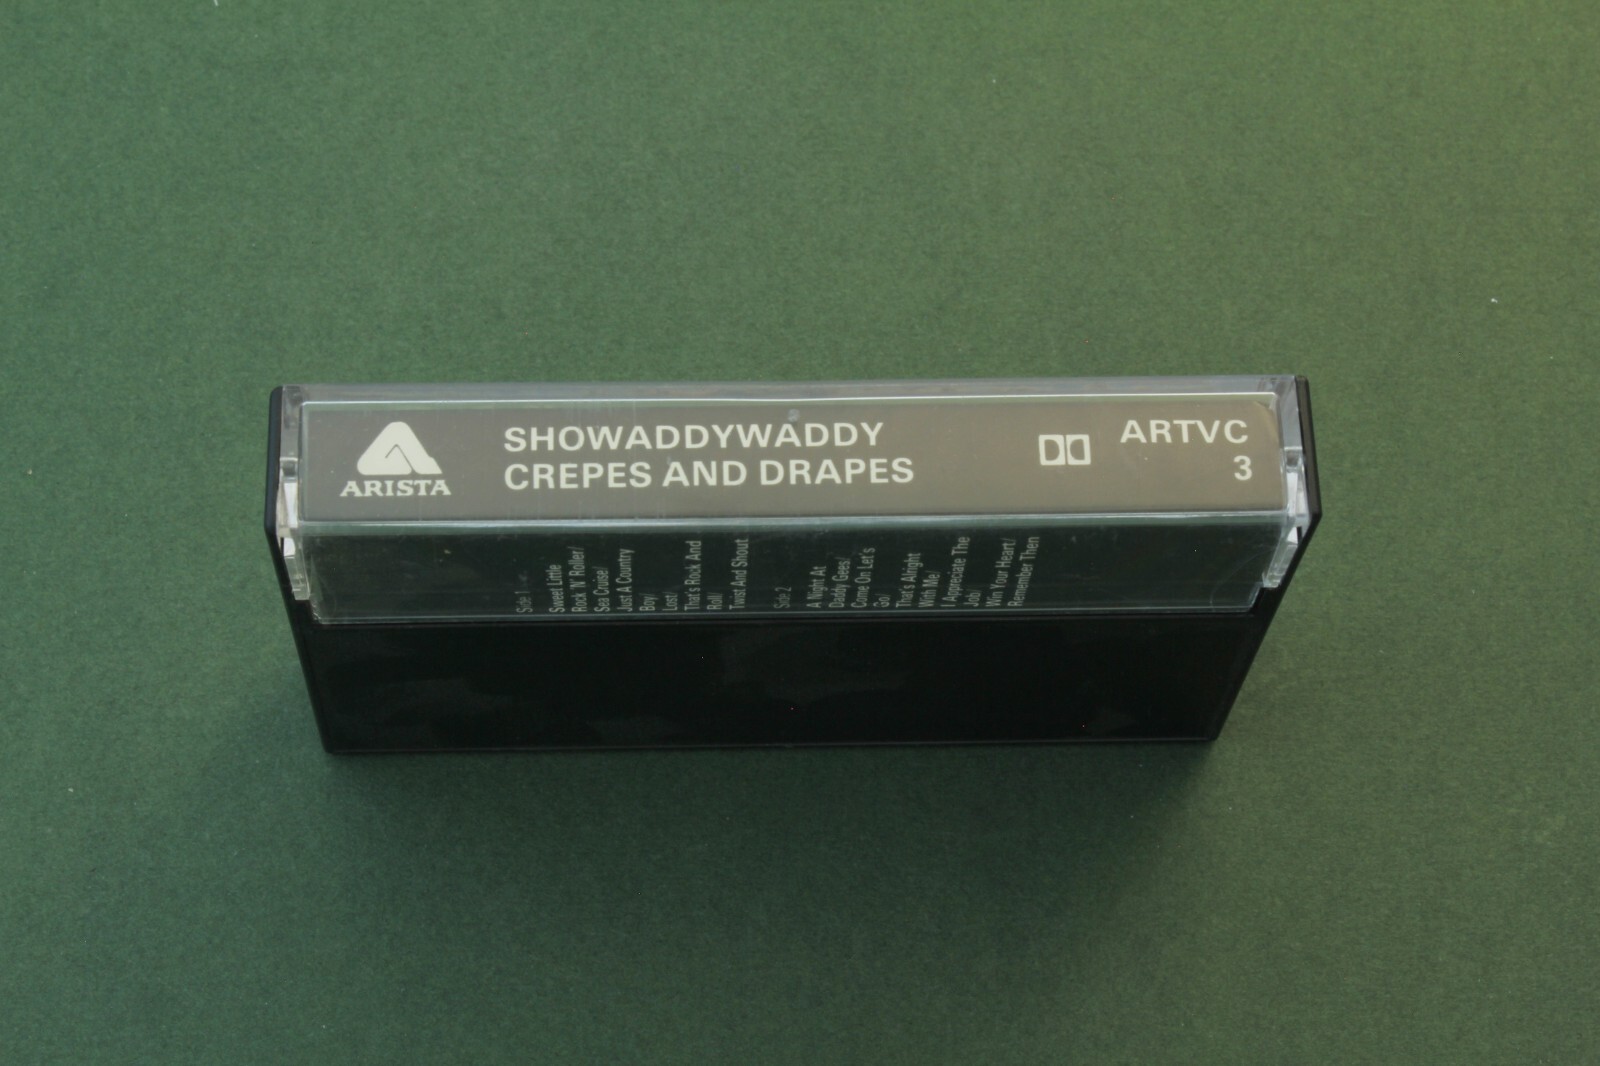 ARISTA
SHOWADDYWADDY
CREPES AND DRAPES
ARTVC
3
Side 1
Sweet Little
Rock 'N' Roller/
Sea Cruise/
Just A Country
Boy/
Lost/
That's Rock And
Roll/
Twist And Shout
Side 2
A Night At
Daddy Gees/
Come On Let's
Go/
That's Alright
With Me/
I Appreciate The
Job/
Win Your Heart/
Remember Then